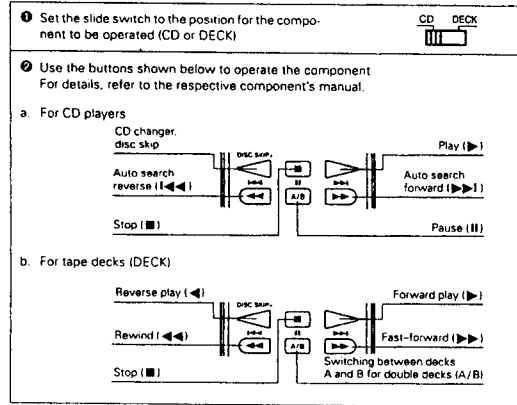 ❶ Set the slide switch to the position for the compo-
nent to be operated (CD or DECK)
CD DECK
❷ Use the buttons shown below to operate the component
For details, refer to the respective component's manual.
a. For CD players
CD changer,
disc skip
Auto search
reverse (I◀◀)
Stop (■)
DISC SKIP+
■
I◀◀
II
▶▶I
◀◀
A/B
▶▶
Play (▶)
Auto search
forward (▶▶I)
Pause (II)
b. For tape decks (DECK)
Reverse play (◀)
Rewind (◀◀)
Stop (■)
DISC SKIP+
■
I◀◀
II
▶▶I
◀◀
A/B
▶▶
Forward play (▶)
Fast-forward (▶▶)
Switching between decks
A and B for double decks (A/B)